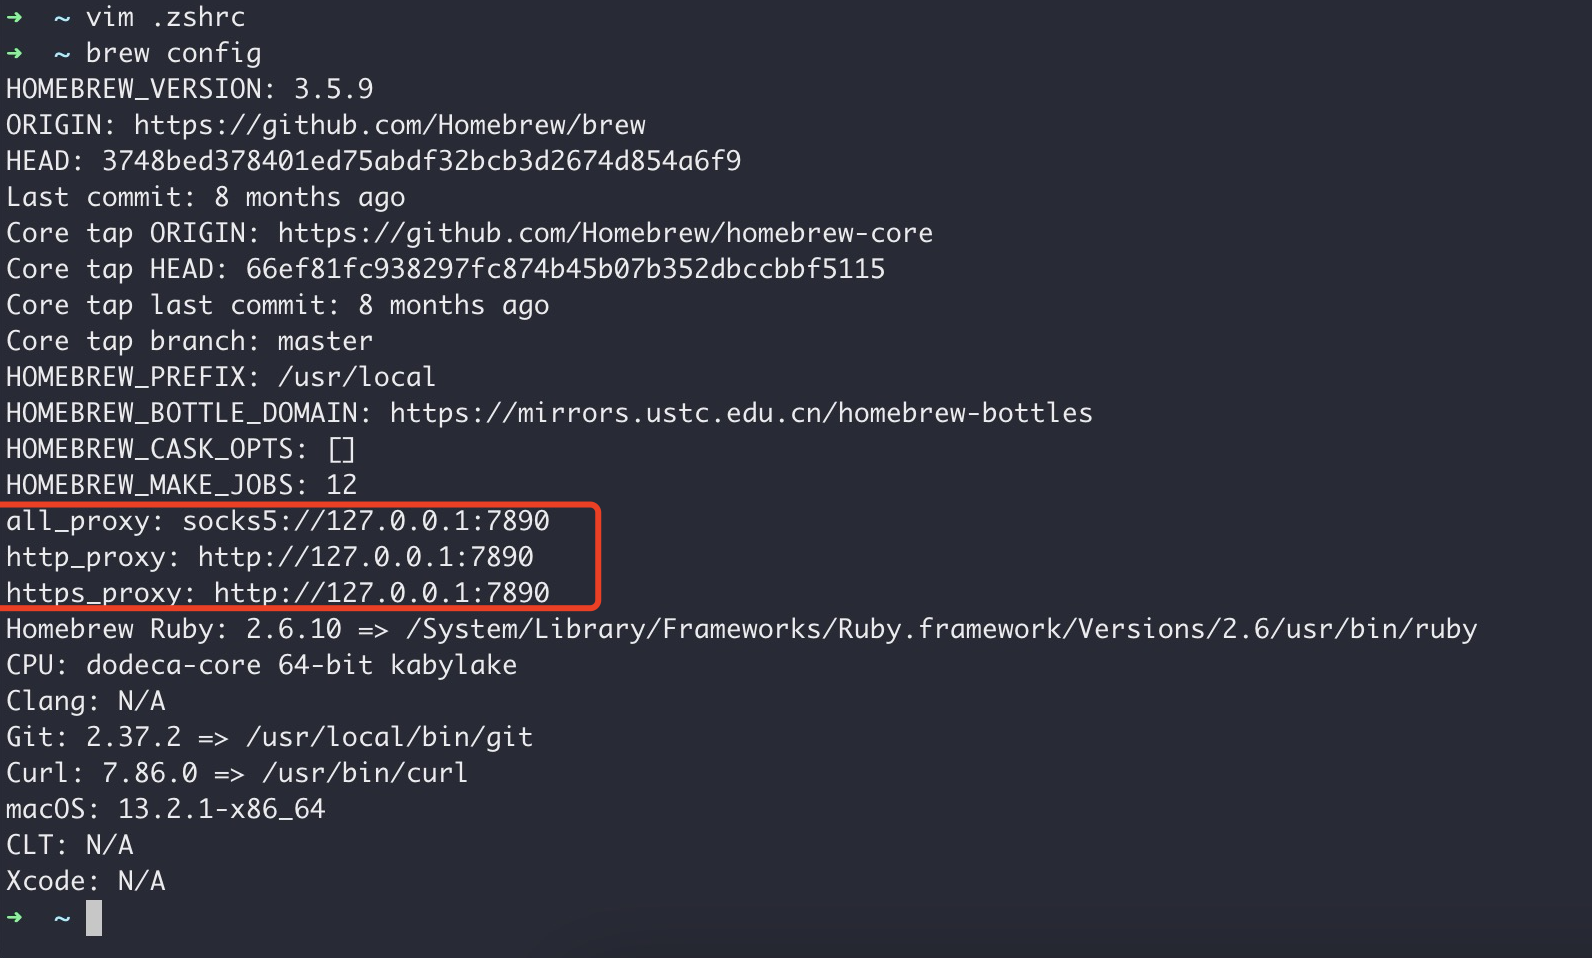 ➜  ~ vim .zshrc
➜  ~ brew config
HOMEBREW_VERSION: 3.5.9
ORIGIN: https://github.com/Homebrew/brew
HEAD: 3748bed378401ed75abdf32bcb3d2674d854a6f9
Last commit: 8 months ago
Core tap ORIGIN: https://github.com/Homebrew/homebrew-core
Core tap HEAD: 66ef81fc938297fc874b45b07b352dbccbbf5115
Core tap last commit: 8 months ago
Core tap branch: master
HOMEBREW_PREFIX: /usr/local
HOMEBREW_BOTTLE_DOMAIN: https://mirrors.ustc.edu.cn/homebrew-bottles
HOMEBREW_CASK_OPTS: []
HOMEBREW_MAKE_JOBS: 12
all_proxy: socks5://127.0.0.1:7890
http_proxy: http://127.0.0.1:7890
https_proxy: http://127.0.0.1:7890
Homebrew Ruby: 2.6.10 => /System/Library/Frameworks/Ruby.framework/Versions/2.6/usr/bin/ruby
CPU: dodeca-core 64-bit kabylake
Clang: N/A
Git: 2.37.2 => /usr/local/bin/git
Curl: 7.86.0 => /usr/bin/curl
macOS: 13.2.1-x86_64
CLT: N/A
Xcode: N/A
➜  ~